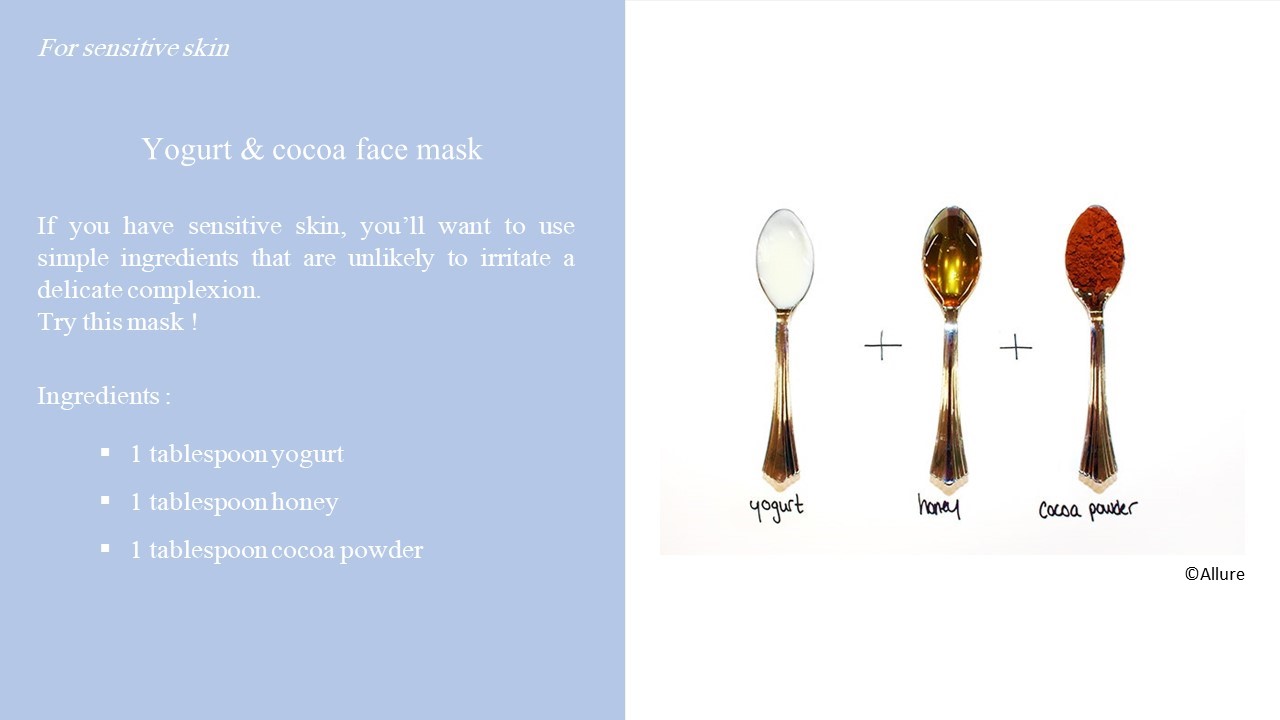 For sensitive skin
Yogurt & cocoa face mask
If you have sensitive skin, you’ll want to use
simple ingredients that are unlikely to irritate a
delicate complexion.
Try this mask !
Ingredients :
▪ 1 tablespoon yogurt
▪ 1 tablespoon honey
▪ 1 tablespoon cocoa powder
+ +
yogurt honey cocoa powder
©Allure